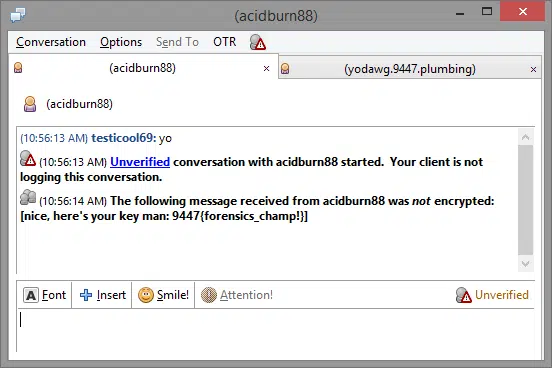 (acidburn88)
Conversation Options Send To OTR
(acidburn88) × (yodawg.9447.plumbing) ×
(acidburn88)
(10:56:13 AM) testicool69: yo
(10:56:13 AM) Unverified conversation with acidburn88 started.  Your client is not
logging this conversation.
(10:56:14 AM) The following message received from acidburn88 was not encrypted:
[nice, here's your key man: 9447{forensics_champ!}]
Font Insert Smile! Attention! Unverified